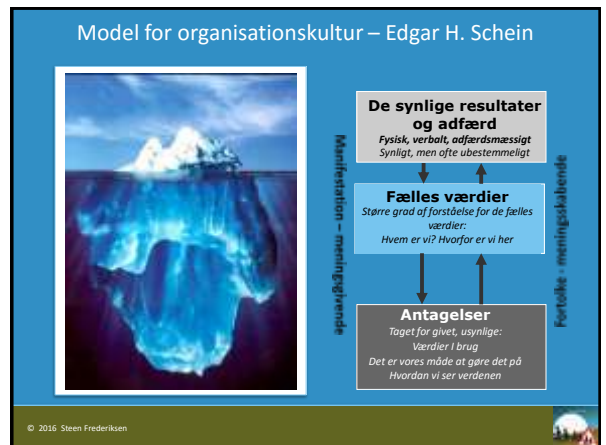 Model for organisationskultur – Edgar H. Schein
De synlige resultater
og adfærd
Fysisk, verbalt, adfærdsmæssigt
Synligt, men ofte ubestemmeligt
Manifestation – meningsgivende
Fortolke - meningsskabende
Fælles værdier
Større grad af forståelse for de fælles
værdier:
Hvem er vi? Hvorfor er vi her
Antagelser
Taget for givet, usynlige:
Værdier I brug
Det er vores måde at gøre det på
Hvordan vi ser verdenen
© 2016 Steen Frederiksen